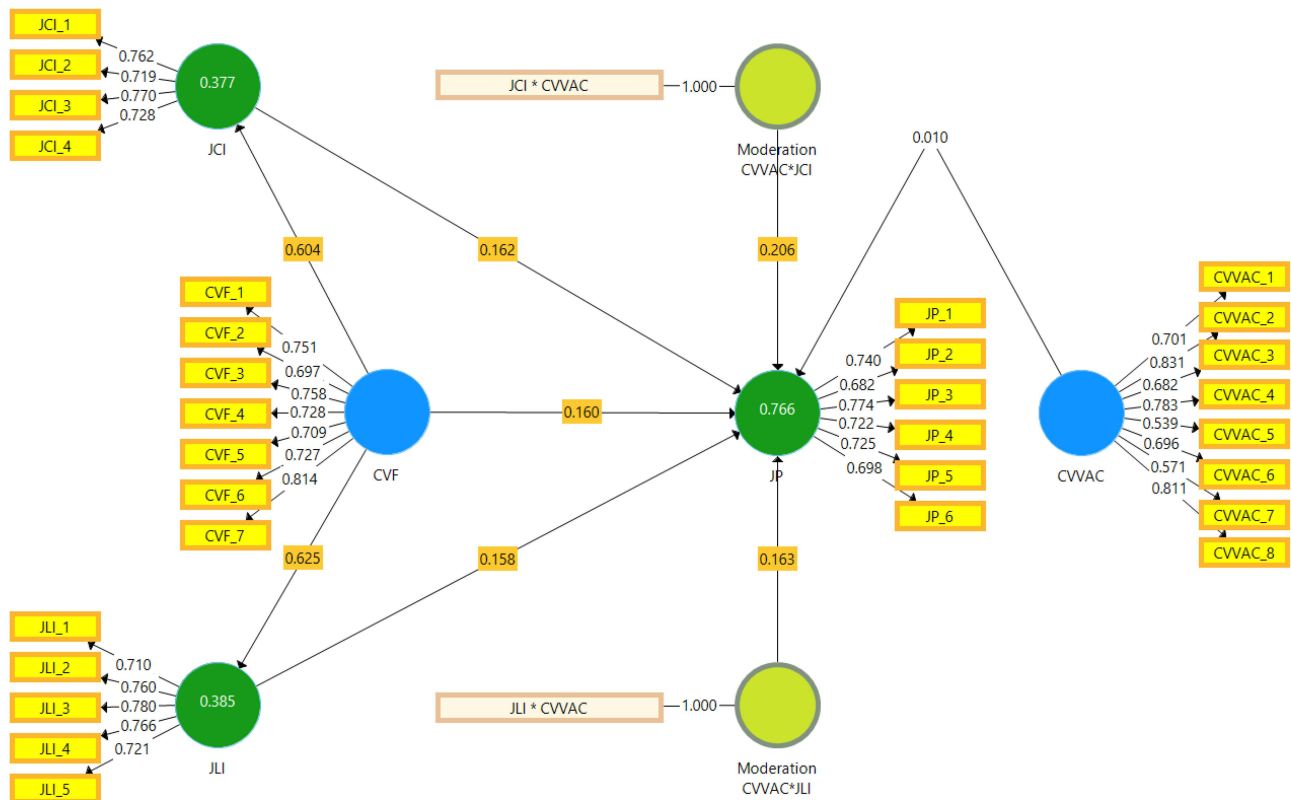 JCI_1
JCI_2
JCI_3
JCI_4
0.762
0.719
0.770
0.728
0.377
JCI
JCI * CVVAC
1.000
Moderation
CVVAC*JCI
0.010
0.604
0.162
0.206
CVF_1
CVF_2
CVF_3
CVF_4
CVF_5
CVF_6
CVF_7
0.751
0.697
0.758
0.728
0.709
0.727
0.814
CVF
0.160
0.766
JP
0.740
0.682
0.774
0.722
0.725
0.698
JP_1
JP_2
JP_3
JP_4
JP_5
JP_6
CVVAC
0.701
0.831
0.682
0.783
0.539
0.696
0.571
0.811
CVVAC_1
CVVAC_2
CVVAC_3
CVVAC_4
CVVAC_5
CVVAC_6
CVVAC_7
CVVAC_8
0.625
0.158
0.163
JLI_1
JLI_2
JLI_3
JLI_4
JLI_5
0.710
0.760
0.780
0.766
0.721
0.385
JLI
JLI * CVVAC
1.000
Moderation
CVVAC*JLI